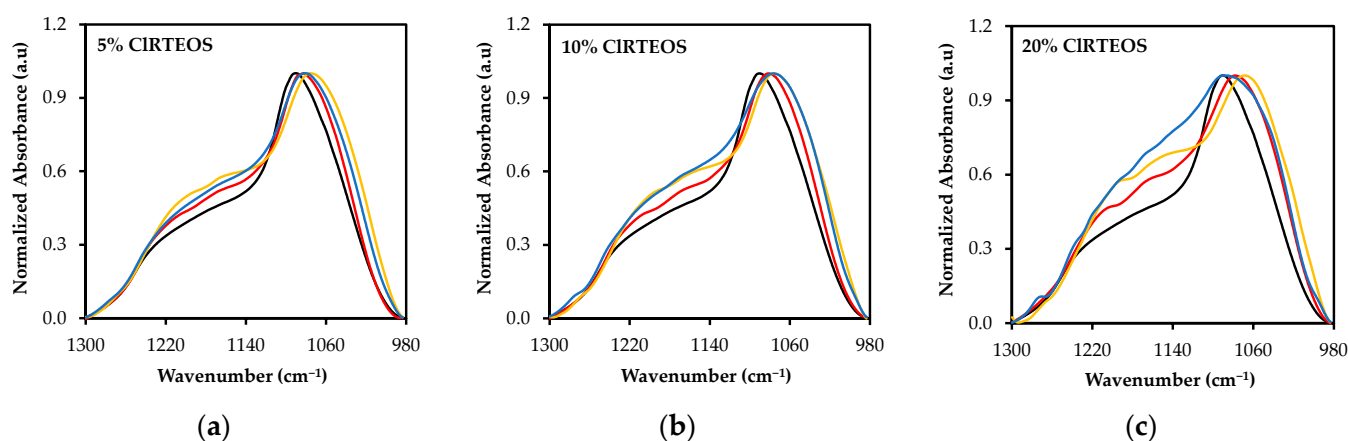 5% ClRTEOS
Normalized Absorbance (a.u)
1.2
0.9
0.6
0.3
0.0
1300
1220
1140
1060
980
Wavenumber (cm⁻¹)
(a)
10% ClRTEOS
Normalized Absorbance (a.u)
1.2
0.9
0.6
0.3
0.0
1300
1220
1140
1060
980
Wavenumber (cm⁻¹)
(b)
20% ClRTEOS
Normalized Absorbance (a.u)
1.2
0.9
0.6
0.3
0.0
1300
1220
1140
1060
980
Wavenumber (cm⁻¹)
(c)